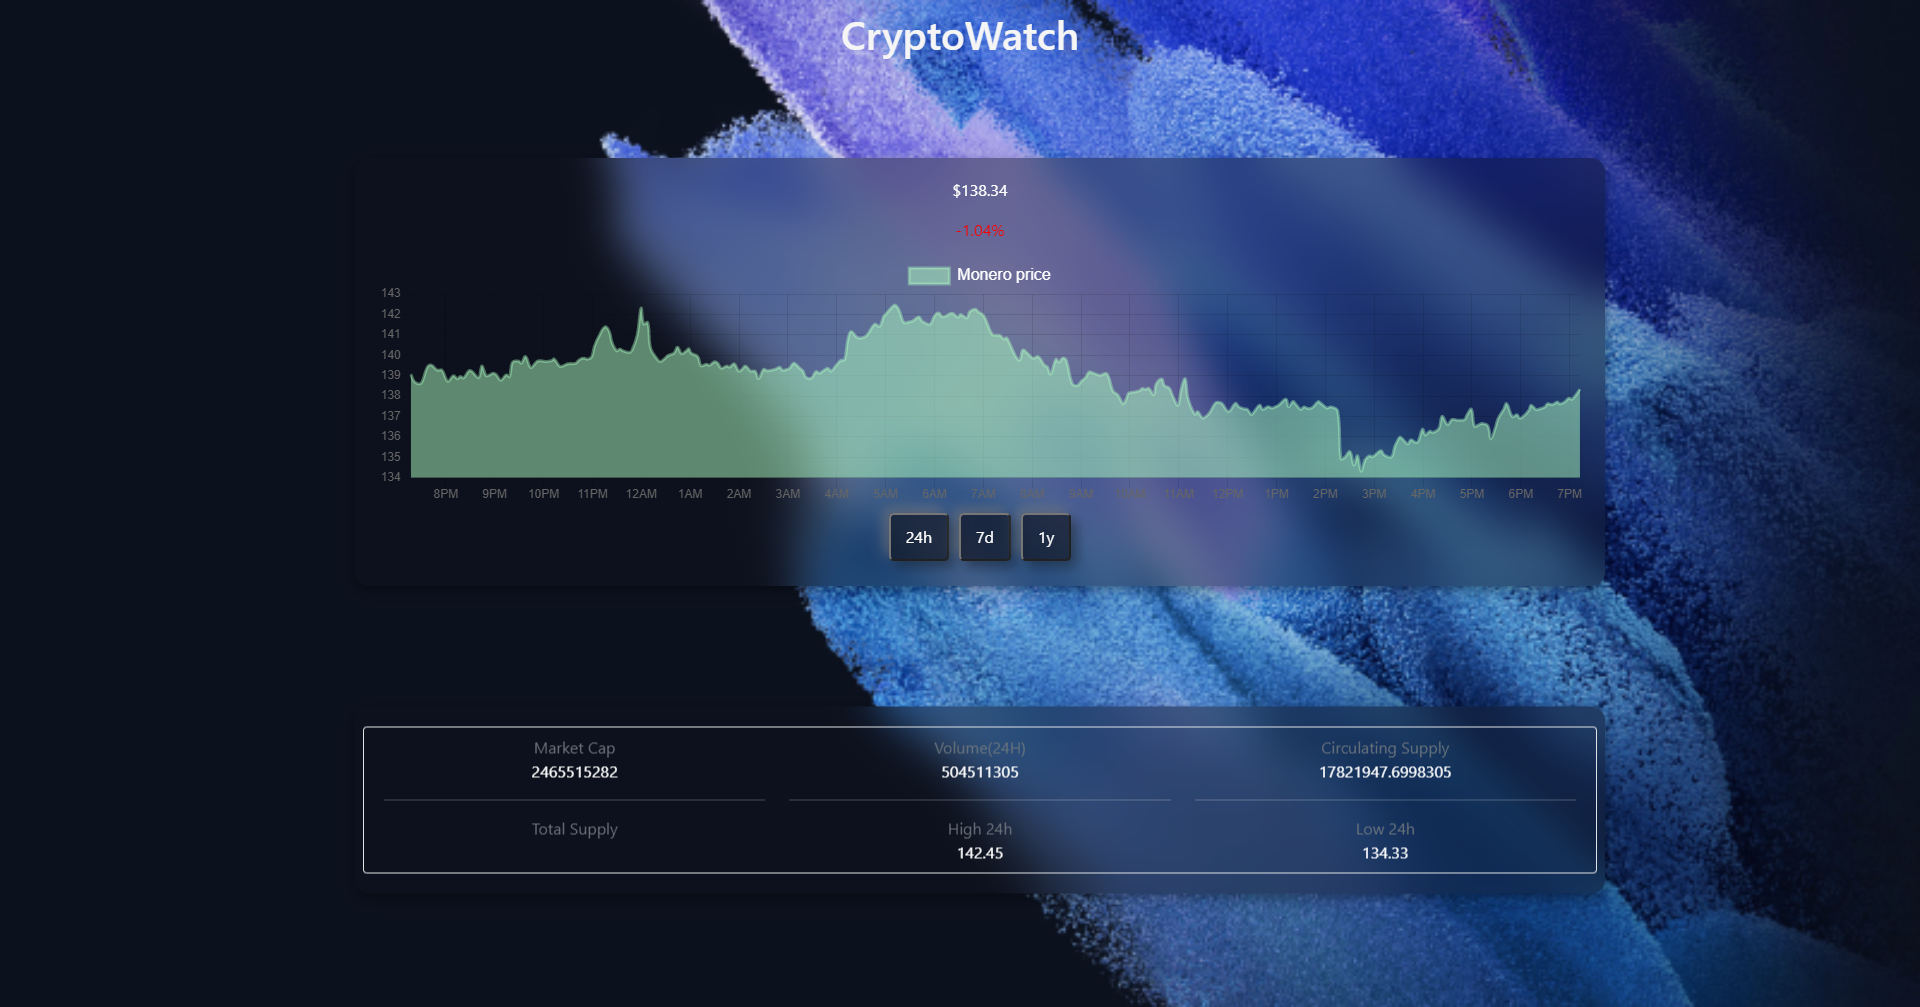 CryptoWatch
$138.34
-1.04%
Monero price
143
142
141
140
139
138
137
136
135
134
8PM 9PM 10PM 11PM 12AM 1AM 2AM 3AM 4AM 5AM 6AM 7AM 8AM 9AM 10AM 11AM 12PM 1PM 2PM 3PM 4PM 5PM 6PM 7PM
24h 7d 1y
Market Cap Volume(24H) Circulating Supply
2465515282 504511305 17821947.6998305
Total Supply High 24h Low 24h
142.45 134.33